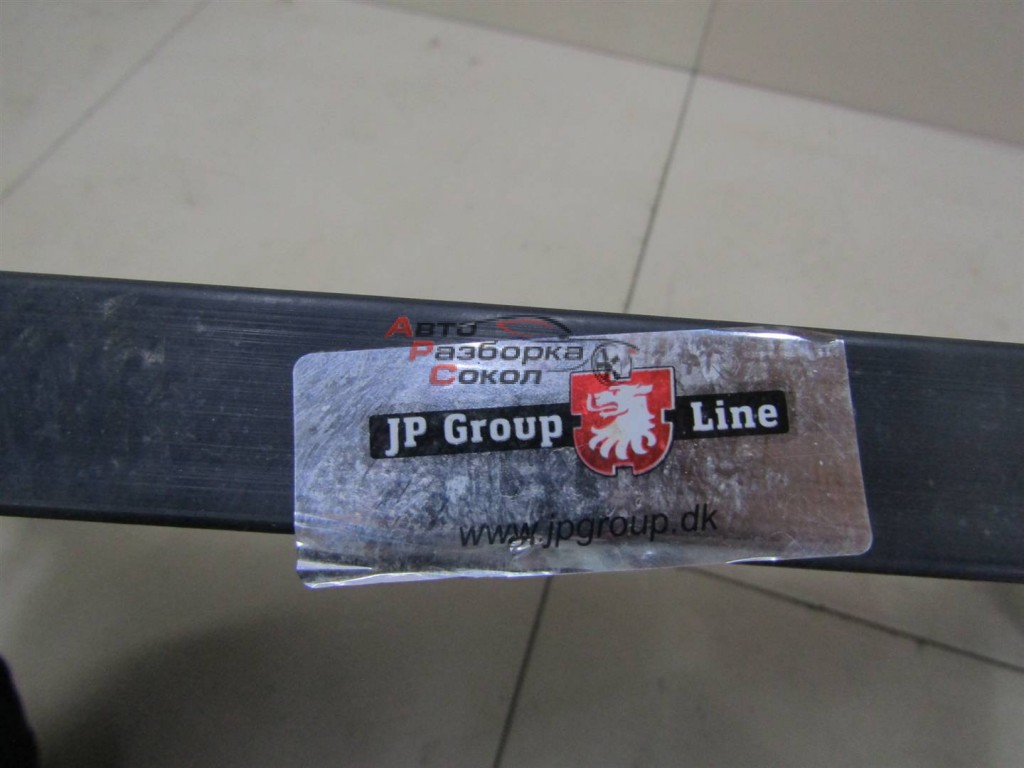 Авто
Разборка
Сокол
JP Group Line
www.jpgroup.dk